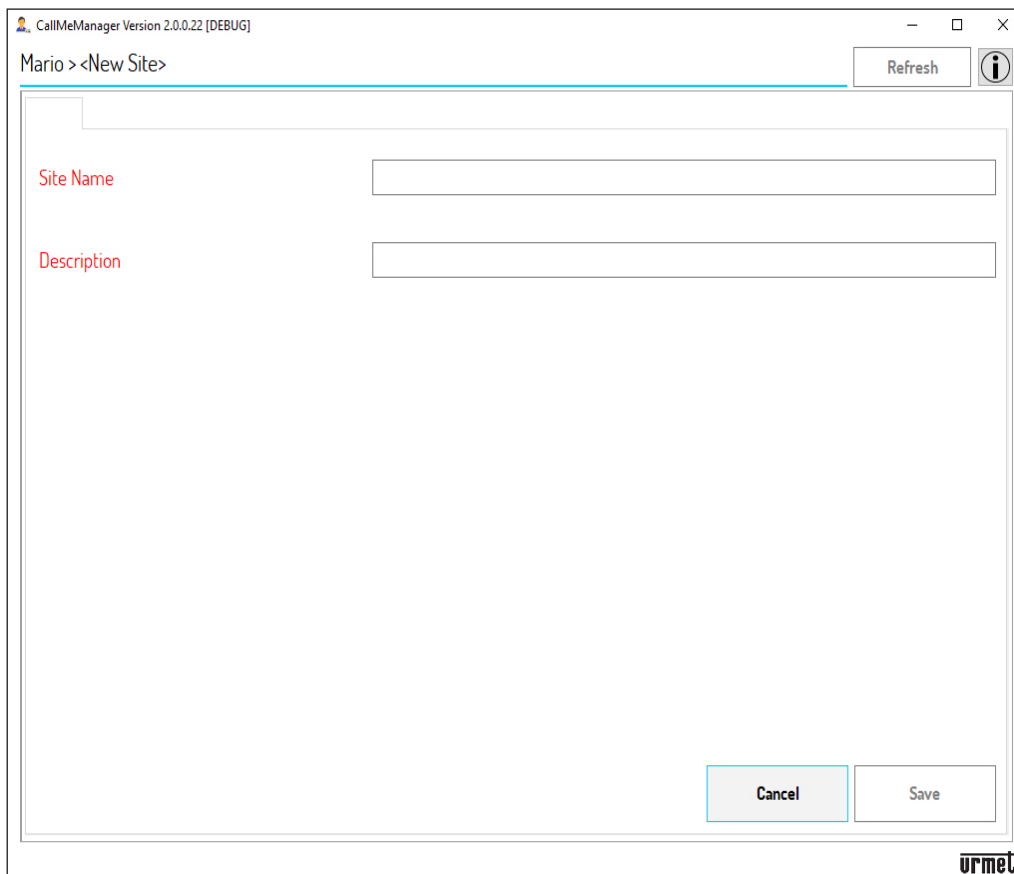 CallMeManager Version 2.0.0.22 [DEBUG]
Mario > <New Site>
Refresh
i
Site Name
Description
Cancel
Save
urmet